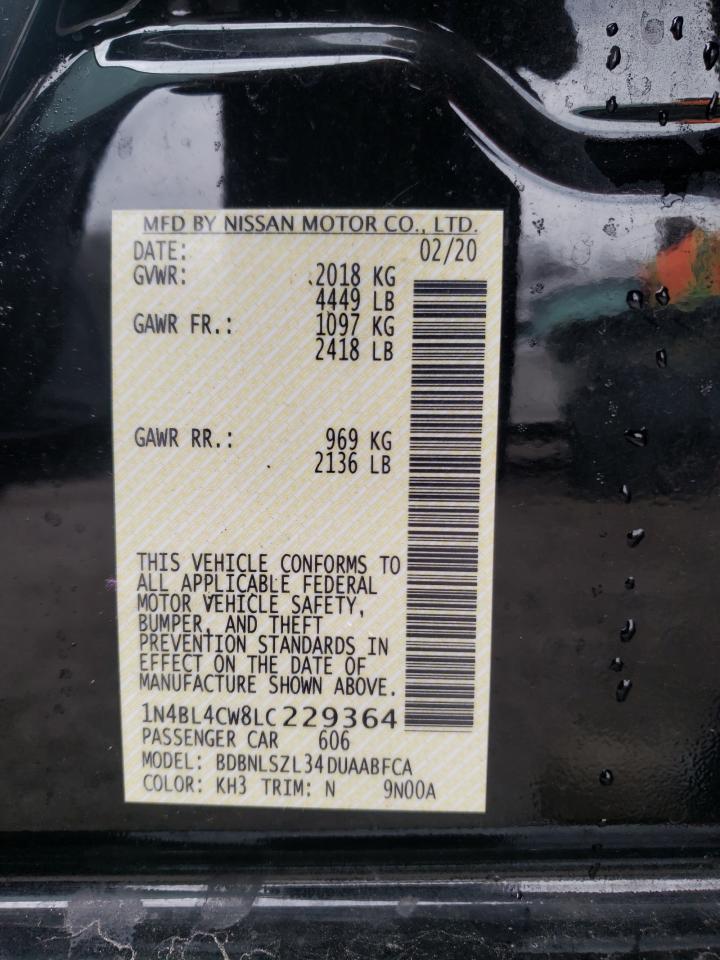 MFD BY NISSAN MOTOR CO., LTD.
DATE: 02/20
GVWR: 2018 KG
4449 LB
GAWR FR.: 1097 KG
2418 LB
GAWR RR.: 969 KG
2136 LB
THIS VEHICLE CONFORMS TO
ALL APPLICABLE FEDERAL
MOTOR VEHICLE SAFETY,
BUMPER, AND THEFT
PREVENTION STANDARDS IN
EFFECT ON THE DATE OF
MANUFACTURE SHOWN ABOVE.
1N4BL4CW8LC229364
PASSENGER CAR 606
MODEL: BDBNLSZL34DUAABFCA
COLOR: KH3 TRIM: N 9N00A